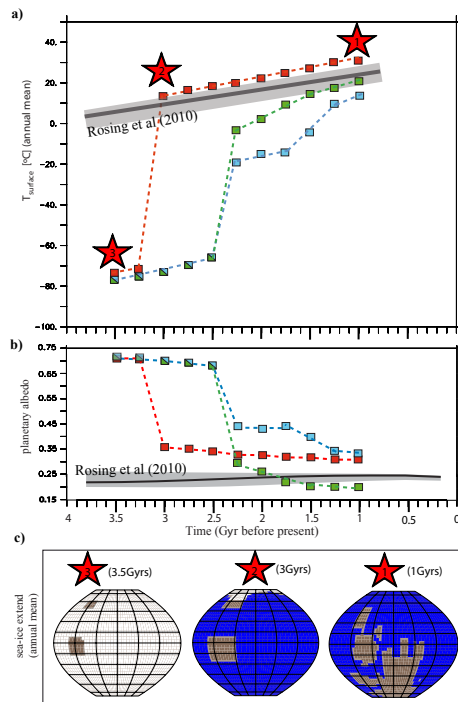 a)
1
2
40.
20.
0.
-20.
-40.
-60.
-80.
-100.
T surface [°C] (annual mean)
Rosing et al (2010)
3
b)
0.75
0.65
0.55
0.45
0.35
0.25
0.15
planetary albedo
Rosing et al (2010)
4 3.5 3 2.5 2 1.5 1 0.5 0
Time (Gyr before present)
c)
3 (3.5Gyrs) 2 (3Gyrs) 1 (1Gyrs)
sea-ice extend
(annual mean)